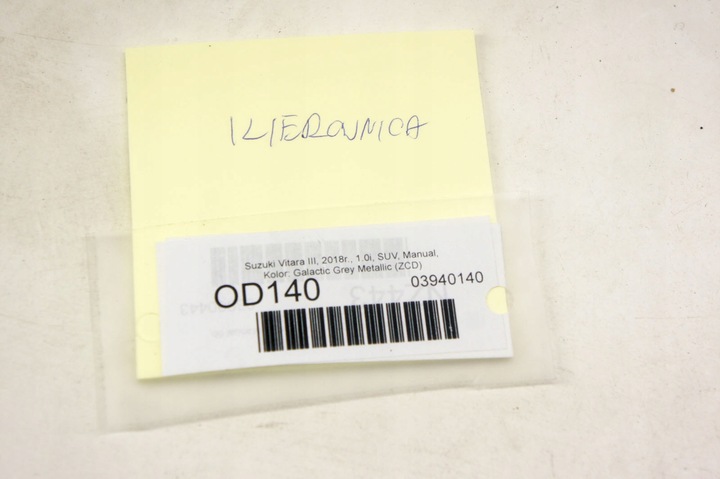 KIEROWNICA
Suzuki Vitara III, 2018r., 1.0i, SUV, Manual,
Kolor: Galactic Grey Metallic (ZCD)
OD140
03940140